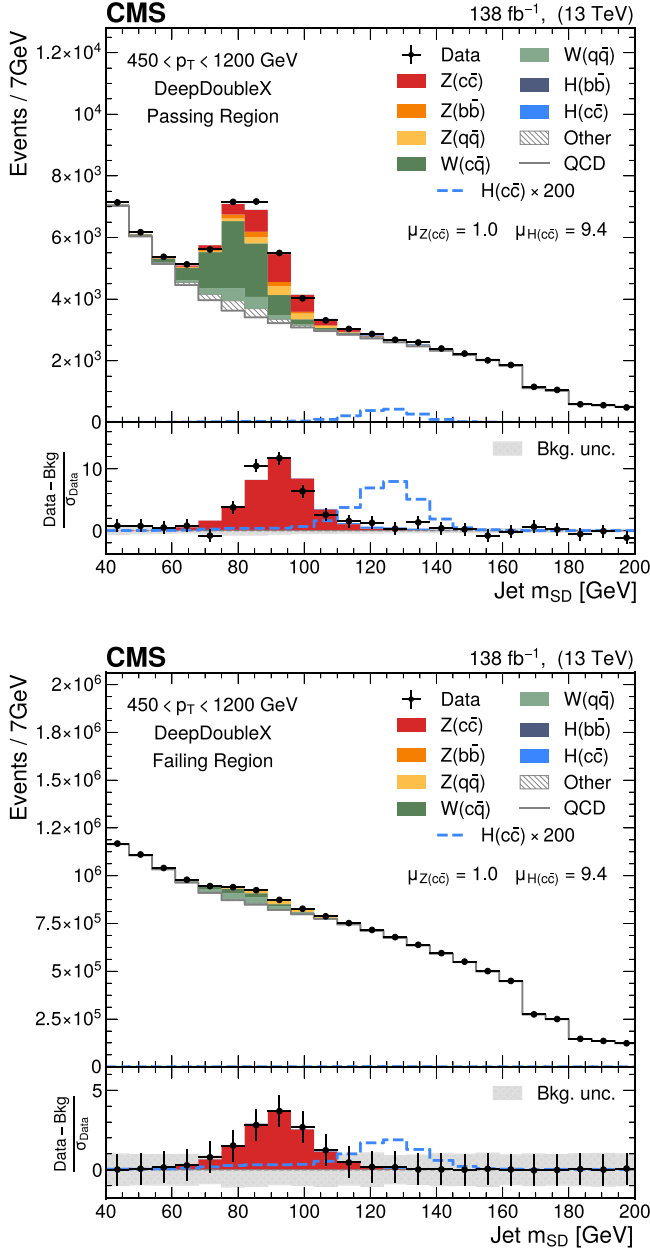 CMS 138 fb⁻¹, (13 TeV)
Events / 7GeV
1.2×10⁴
10⁴
8×10³
6×10³
4×10³
2×10³
0
450 < p_T < 1200 GeV
DeepDoubleX
Passing Region
Data
Z(cc̄)
Z(bb̄)
Z(qq̄)
W(cq̄)
W(qq̄)
H(bb̄)
H(cc̄)
Other
QCD
H(cc̄) × 200
μ_Z(cc̄) = 1.0 μ_H(cc̄) = 9.4
Data − Bkg
σ_Data
10
0
Bkg. unc.
40 60 80 100 120 140 160 180 200
Jet m_SD [GeV]
CMS 138 fb⁻¹, (13 TeV)
Events / 7GeV
2×10⁶
1.8×10⁶
1.5×10⁶
1.2×10⁶
10⁶
7.5×10⁵
5×10⁵
2.5×10⁵
0
450 < p_T < 1200 GeV
DeepDoubleX
Failing Region
Data
Z(cc̄)
Z(bb̄)
Z(qq̄)
W(cq̄)
W(qq̄)
H(bb̄)
H(cc̄)
Other
QCD
H(cc̄) × 200
μ_Z(cc̄) = 1.0 μ_H(cc̄) = 9.4
Data − Bkg
σ_Data
5
0
Bkg. unc.
40 60 80 100 120 140 160 180 200
Jet m_SD [GeV]